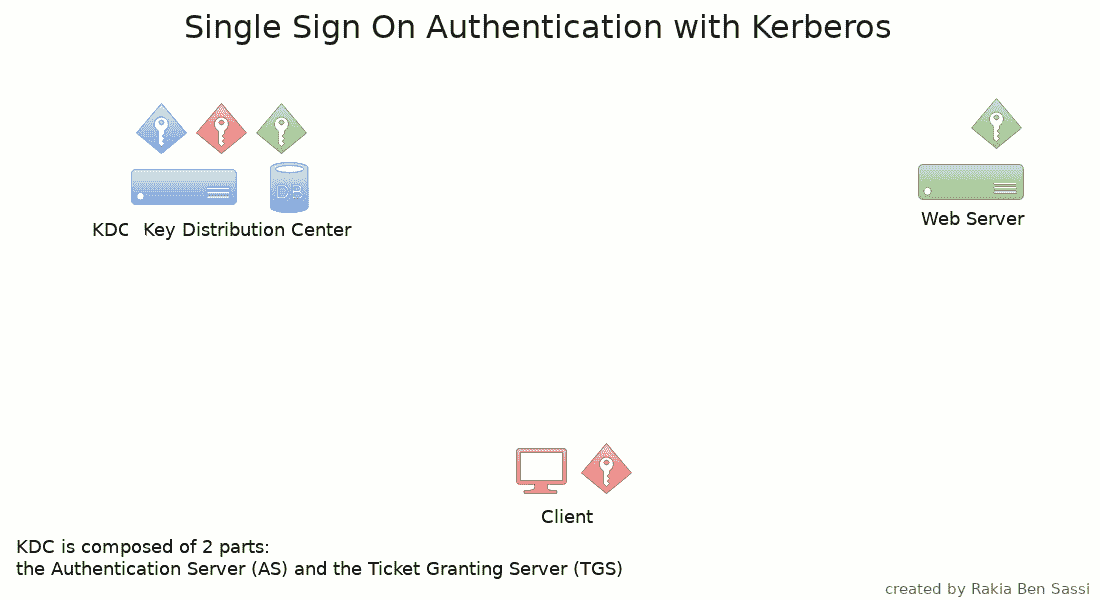 Single Sign On Authentication with Kerberos
DB
KDC Key Distribution Center
Web Server
Client
KDC is composed of 2 parts:
the Authentication Server (AS) and the Ticket Granting Server (TGS)
created by Rakia Ben Sassi